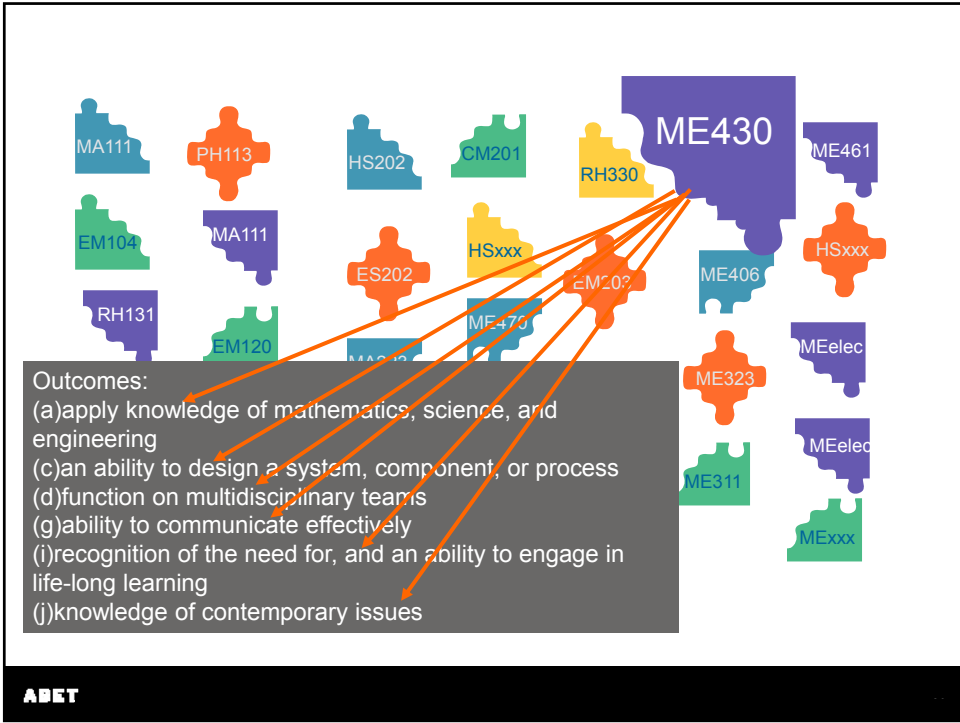 ME430
MA111
PH113
HS202
CM201
RH330
ME461
EM104
MA111
ES202
HSxxx
EM203
ME406
HSxxx
RH131
EM120
ME470
ME323
MEelec
MEelec
ME311
MExxx
Outcomes:
(a)apply knowledge of mathematics, science, and
engineering
(c)an ability to design a system, component, or process
(d)function on multidisciplinary teams
(g)ability to communicate effectively
(i)recognition of the need for, and an ability to engage in
life-long learning
(j)knowledge of contemporary issues
ABET